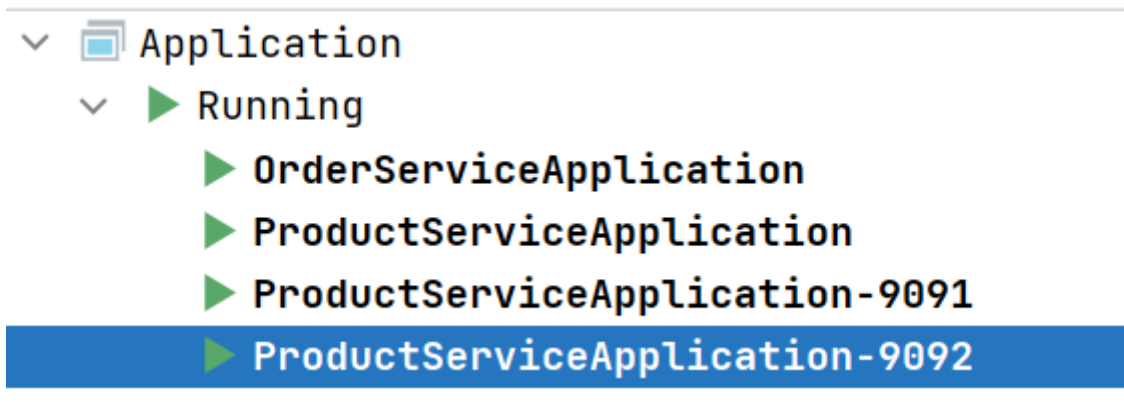 Application
Running
OrderServiceApplication
ProductServiceApplication
ProductServiceApplication-9091
ProductServiceApplication-9092